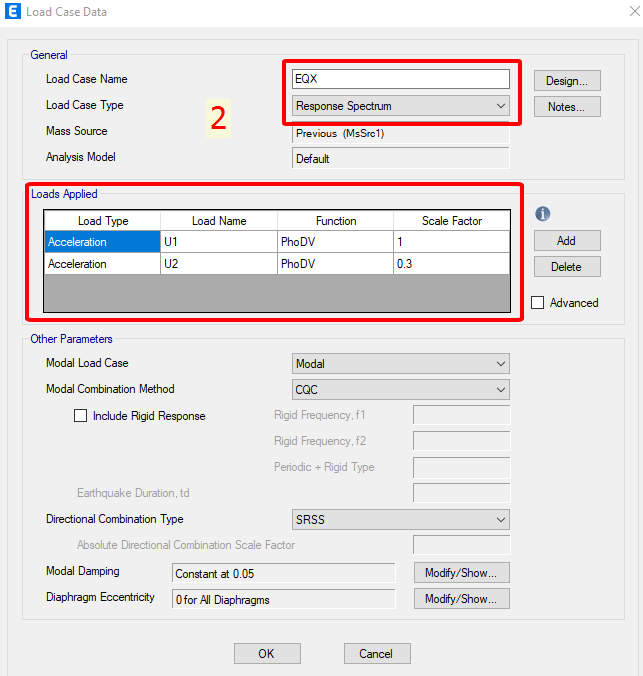 E Load Case Data
General
Load Case Name EQX Design...
Load Case Type Response Spectrum Notes...
2
Mass Source Previous (MsSrc1)
Analysis Model Default
Loads Applied
Load Type Load Name Function Scale Factor
Acceleration U1 PhoDV 1
Acceleration U2 PhoDV 0.3
i
Add
Delete
Advanced
Other Parameters
Modal Load Case Modal
Modal Combination Method CQC
Include Rigid Response Rigid Frequency, f1
Rigid Frequency, f2
Periodic + Rigid Type
Earthquake Duration, td
Directional Combination Type SRSS
Absolute Directional Combination Scale Factor
Modal Damping Constant at 0.05 Modify/Show...
Diaphragm Eccentricity 0 for All Diaphragms Modify/Show...
OK Cancel